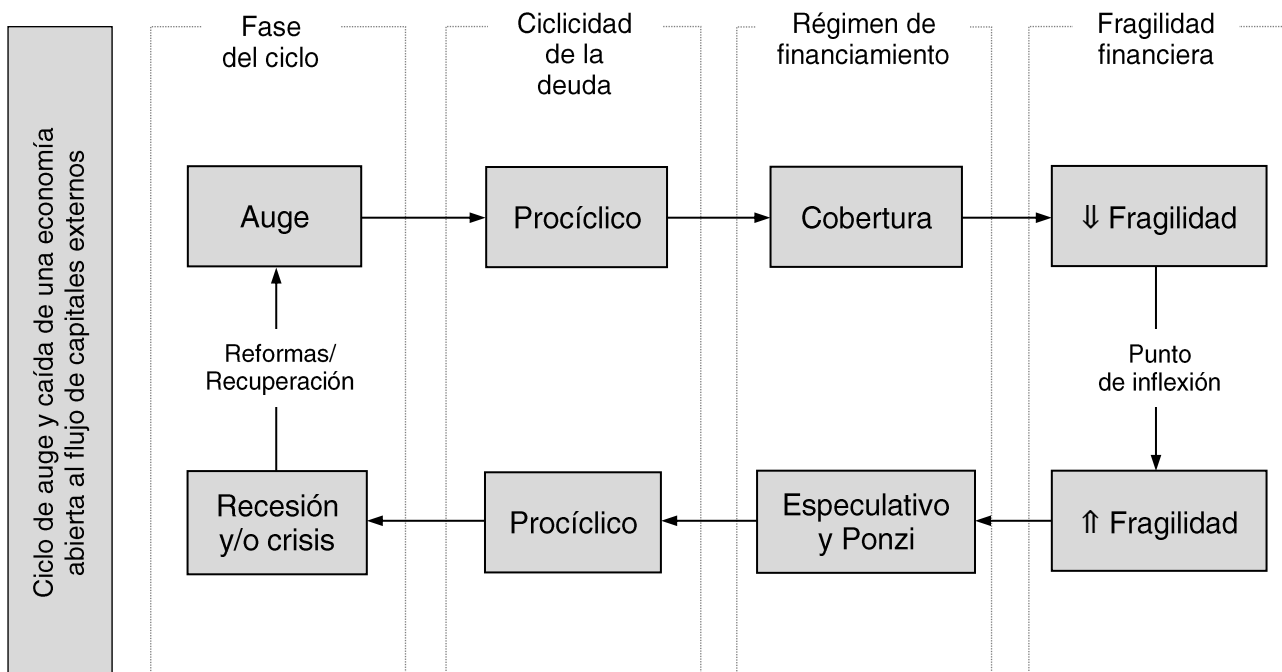 Ciclo de auge y caída de una economía
abierta al flujo de capitales externos
Fase
del ciclo
Ciclicidad
de la
deuda
Régimen de
financiamiento
Fragilidad
financiera
Auge
Procíclico
Cobertura
⇓ Fragilidad
Reformas/
Recuperación
Punto
de inflexión
Recesión
y/o crisis
Procíclico
Especulativo
y Ponzi
⇑ Fragilidad